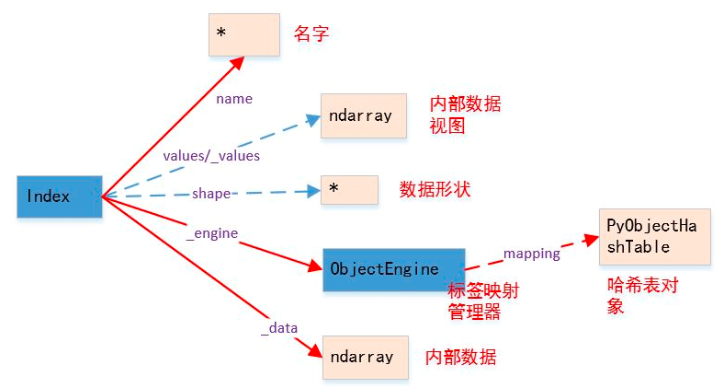 *
名字
name
ndarray
内部数据
视图
values/_values
Index
shape
*
数据形状
_engine
ObjectEngine
标签映射
管理器
mapping
PyObjectHa
shTable
哈希表对
象
_data
ndarray
内部数据